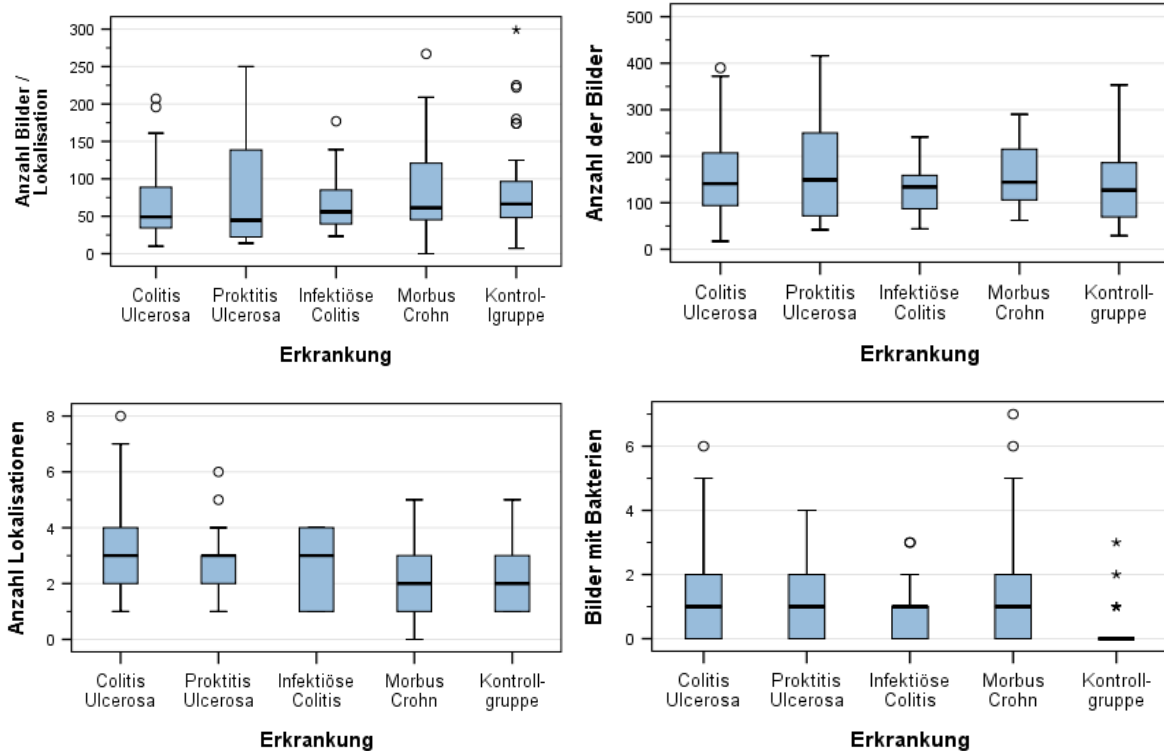 Anzahl Bilder /
Lokalisation
300
250
200
150
100
50
0
Colitis
Ulcerosa
Proktitis
Ulcerosa
Infektiöse
Colitis
Morbus
Crohn
Kontrol-
lgruppe
Erkrankung
Anzahl der Bilder
500
400
300
200
100
0
Colitis
Ulcerosa
Proktitis
Ulcerosa
Infektiöse
Colitis
Morbus
Crohn
Kontroll-
gruppe
Erkrankung
Anzahl Lokalisationen
8
6
4
2
0
Colitis
Ulcerosa
Proktitis
Ulcerosa
Infektiöse
Colitis
Morbus
Crohn
Kontroll-
gruppe
Erkrankung
Bilder mit Bakterien
6
4
2
0
Colitis
Ulcerosa
Proktitis
Ulcerosa
Infektiöse
Colitis
Morbus
Crohn
Kontroll-
gruppe
Erkrankung